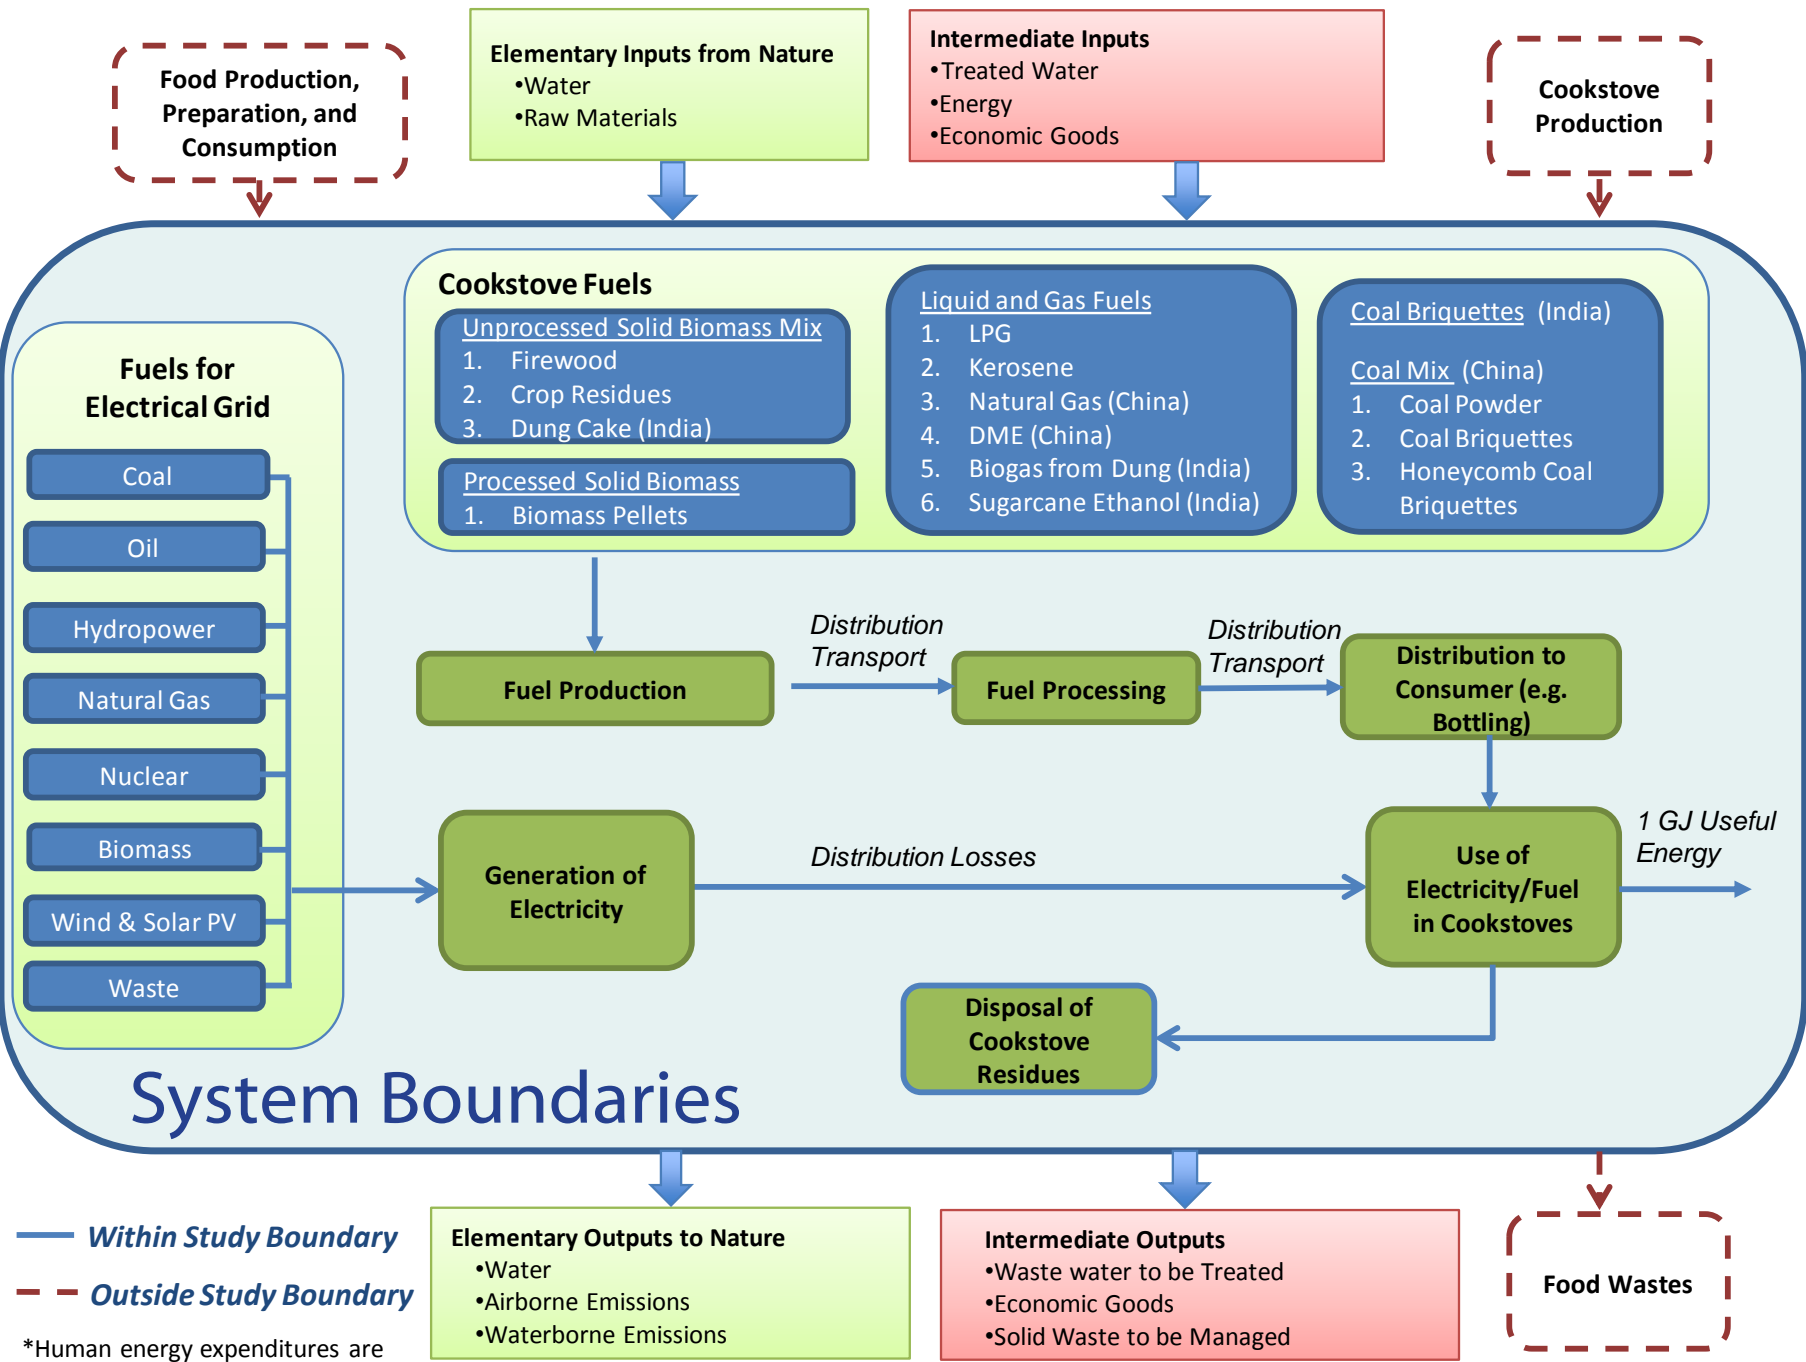 Food Production,
Preparation, and
Consumption
Elementary Inputs from Nature
•Water
•Raw Materials
Intermediate Inputs
•Treated Water
•Energy
•Economic Goods
Cookstove
Production
Cookstove Fuels
Unprocessed Solid Biomass Mix
1. Firewood
2. Crop Residues
3. Dung Cake (India)
Processed Solid Biomass
1. Biomass Pellets
Liquid and Gas Fuels
1. LPG
2. Kerosene
3. Natural Gas (China)
4. DME (China)
5. Biogas from Dung (India)
6. Sugarcane Ethanol (India)
Coal Briquettes (India)
Coal Mix (China)
1. Coal Powder
2. Coal Briquettes
3. Honeycomb Coal
Briquettes
Fuels for
Electrical Grid
Coal
Oil
Hydropower
Natural Gas
Nuclear
Biomass
Wind & Solar PV
Waste
Fuel Production
Distribution
Transport
Fuel Processing
Distribution
Transport
Distribution to
Consumer (e.g.
Bottling)
Generation of
Electricity
Distribution Losses
Use of
Electricity/Fuel
in Cookstoves
1 GJ Useful
Energy
Disposal of
Cookstove
Residues
System Boundaries
Within Study Boundary
Outside Study Boundary
*Human energy expenditures are
Elementary Outputs to Nature
•Water
•Airborne Emissions
•Waterborne Emissions
Intermediate Outputs
•Waste water to be Treated
•Economic Goods
•Solid Waste to be Managed
Food Wastes